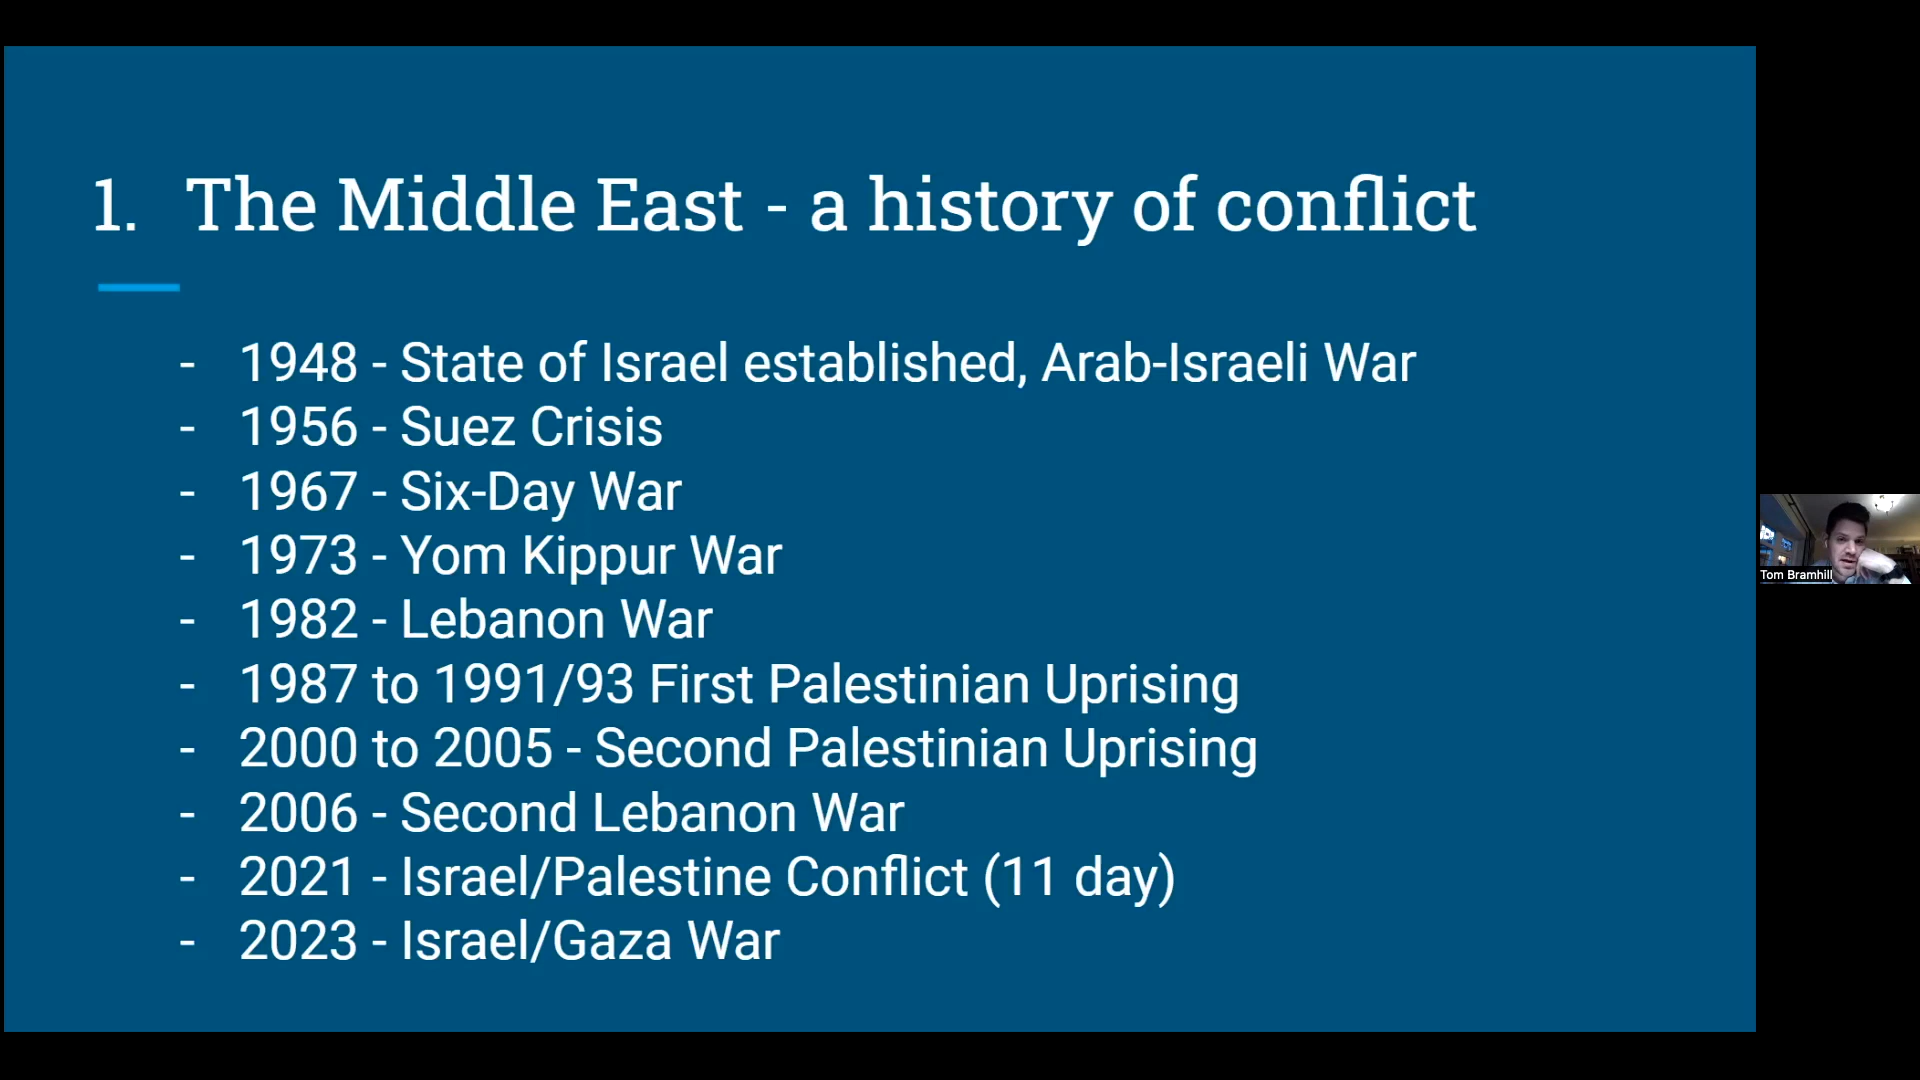 1. The Middle East - a history of conflict
- 1948 - State of Israel established, Arab-Israeli War
- 1956 - Suez Crisis
- 1967 - Six-Day War
- 1973 - Yom Kippur War
- 1982 - Lebanon War
- 1987 to 1991/93 First Palestinian Uprising
- 2000 to 2005 - Second Palestinian Uprising
- 2006 - Second Lebanon War
- 2021 - Israel/Palestine Conflict (11 day)
- 2023 - Israel/Gaza War
Tom Bramhill